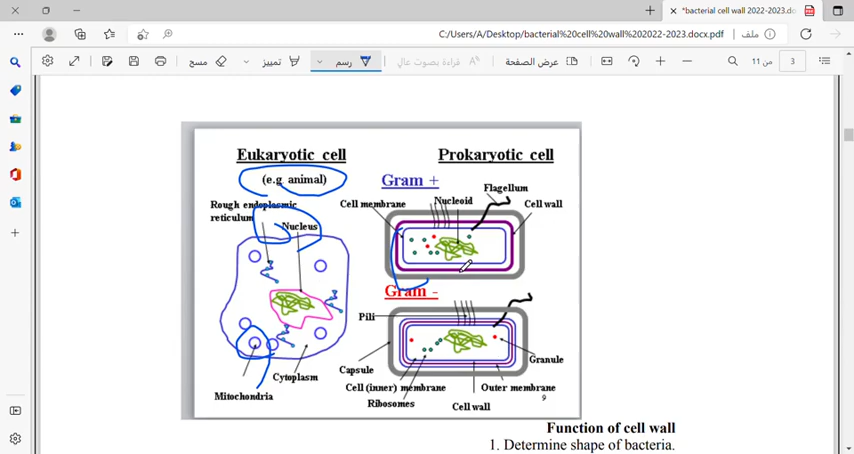 *bacterial cell wall 2022-2023.do
C:/Users/A/Desktop/bacterial%20cell%20wall%202022-2023.docx.pdf
ملف
مسح
تمييز
رسم
قراءة بصوت عالٍ
عرض الصفحة
من 11
3
Eukaryotic cell
Prokaryotic cell
(e.g animal)
Gram +
Flagellum
Rough endoplasmic
reticulum
Cell membrane
Nucleoid
Cell wall
Nucleus
Gram -
Pili
Capsule
Granule
Cytoplasm
Mitochondria
Cell (inner) membrane
Outer membrane
Ribosomes
Cell wall
9
Function of cell wall
1. Determine shape of bacteria.